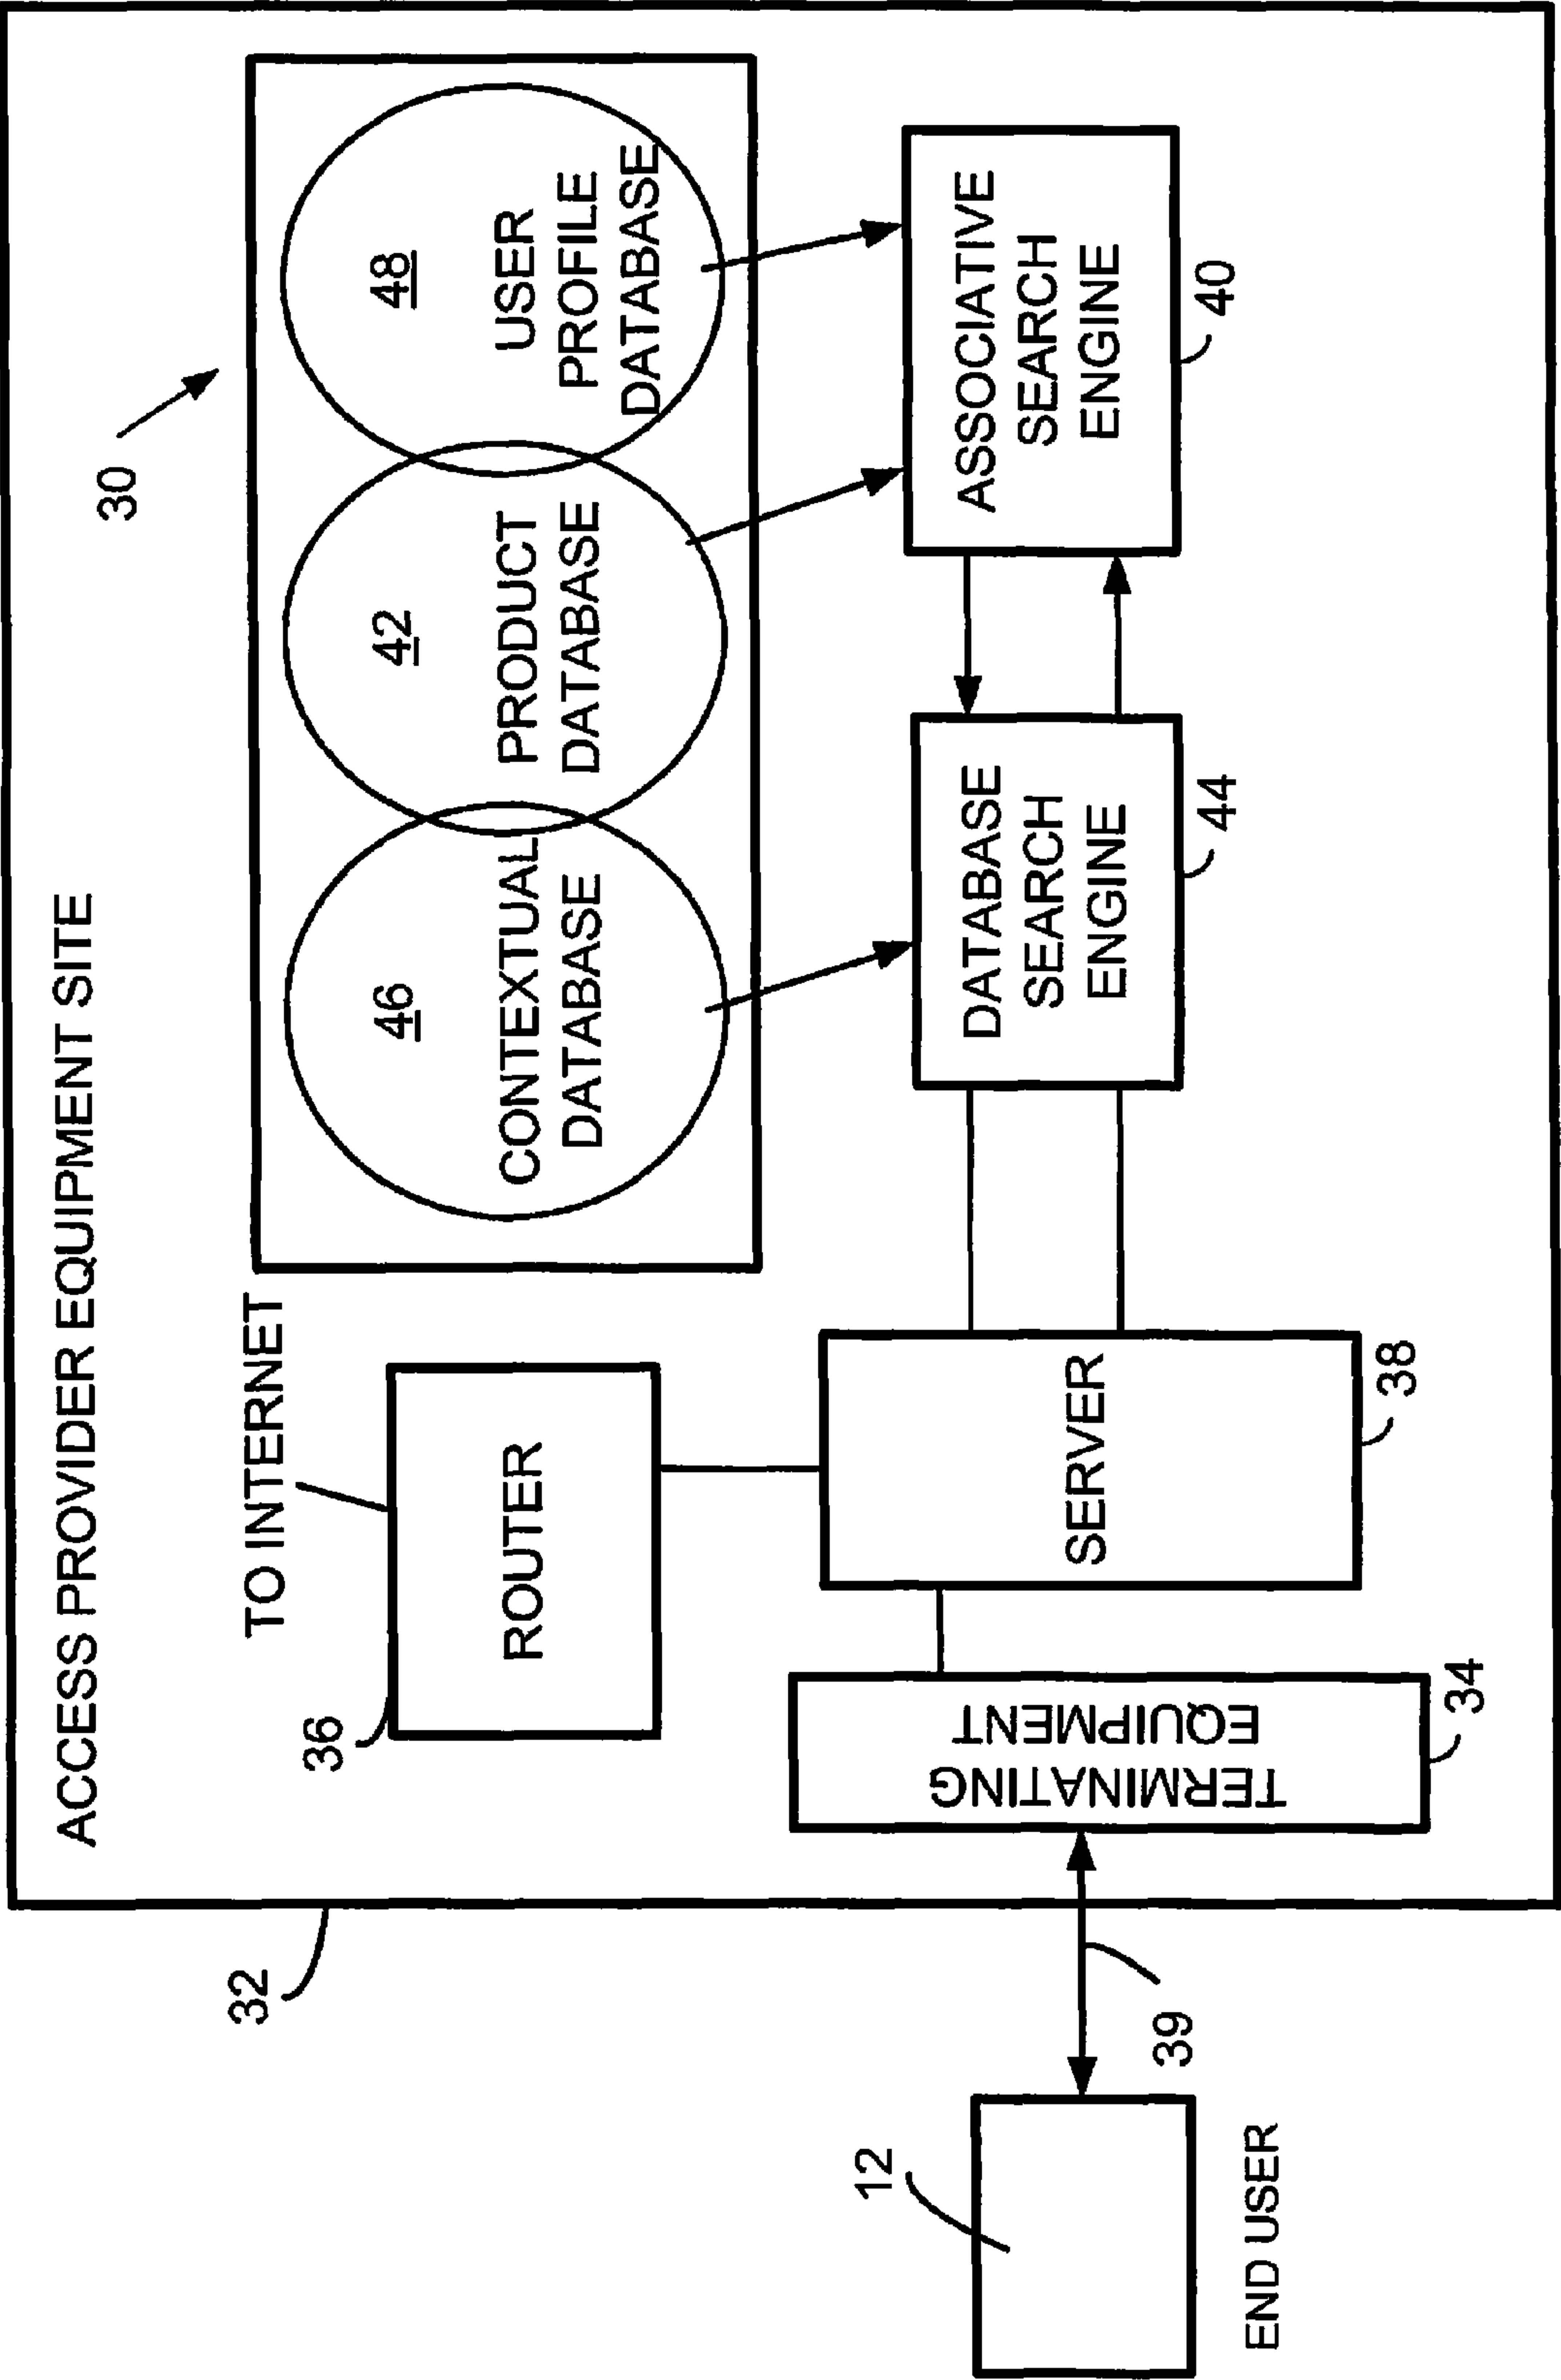 ACCESS PROVIDER EQUIPMENT SITE
30
TO INTERNET
32
36
ROUTER
46
CONTEXTUAL
DATABASE
42
PRODUCT
DATABASE
48
USER
PROFILE
DATABASE
12
END USER
39
TERMINATING
EQUIPMENT
34
SERVER
38
DATABASE
SEARCH
ENGINE
44
ASSOCIATIVE
SEARCH
ENGINE
40